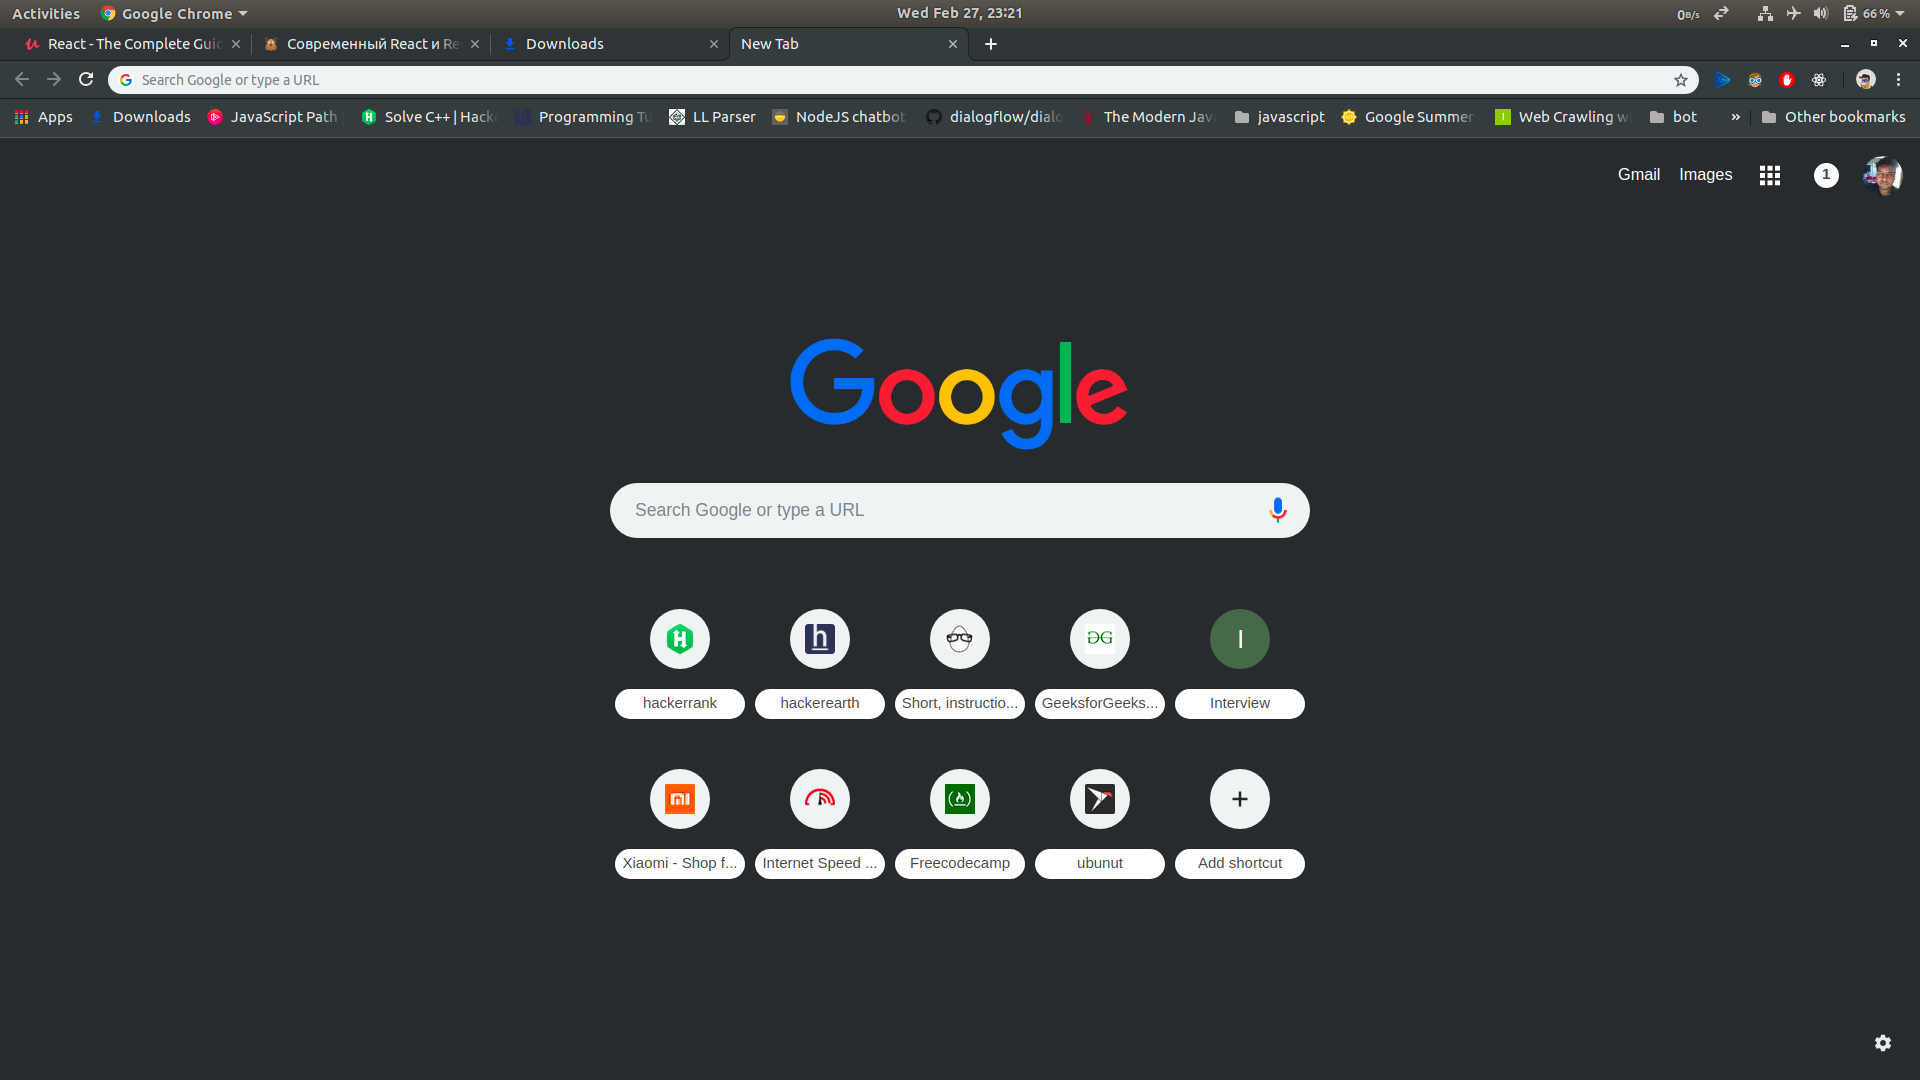 Activities Google Chrome Wed Feb 27, 23:21 0B/s 66 %
React - The Complete Guid Современный React и Re Downloads New Tab
Search Google or type a URL
Apps Downloads JavaScript Path Solve C++ | Hack Programming Tu LL Parser NodeJS chatbot dialogflow/dialo The Modern Jav javascript Google Summer Web Crawling w bot » Other bookmarks
Gmail Images 1
Google
Search Google or type a URL
I
hackerrank hackerearth Short, instructio... GeeksforGeeks... Interview
Xiaomi - Shop f... Internet Speed ... Freecodecamp ubunut Add shortcut